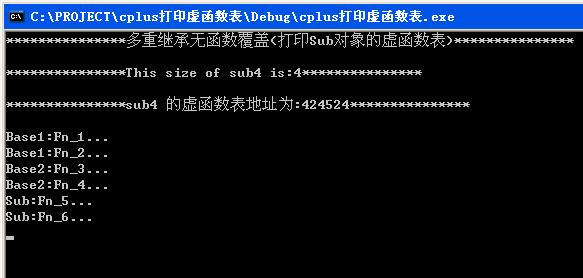 C:\PROJECT\cplus打印虚函数表\Debug\cplus打印虚函数表.exe
***************多重继承无函数覆盖(打印Sub对象的虚函数表)***************
***************This size of sub4 is:4***************
***************sub4 的虚函数表地址为:424524***************
Base1:Fn_1...
Base1:Fn_2...
Base2:Fn_3...
Base2:Fn_4...
Sub:Fn_5...
Sub:Fn_6...